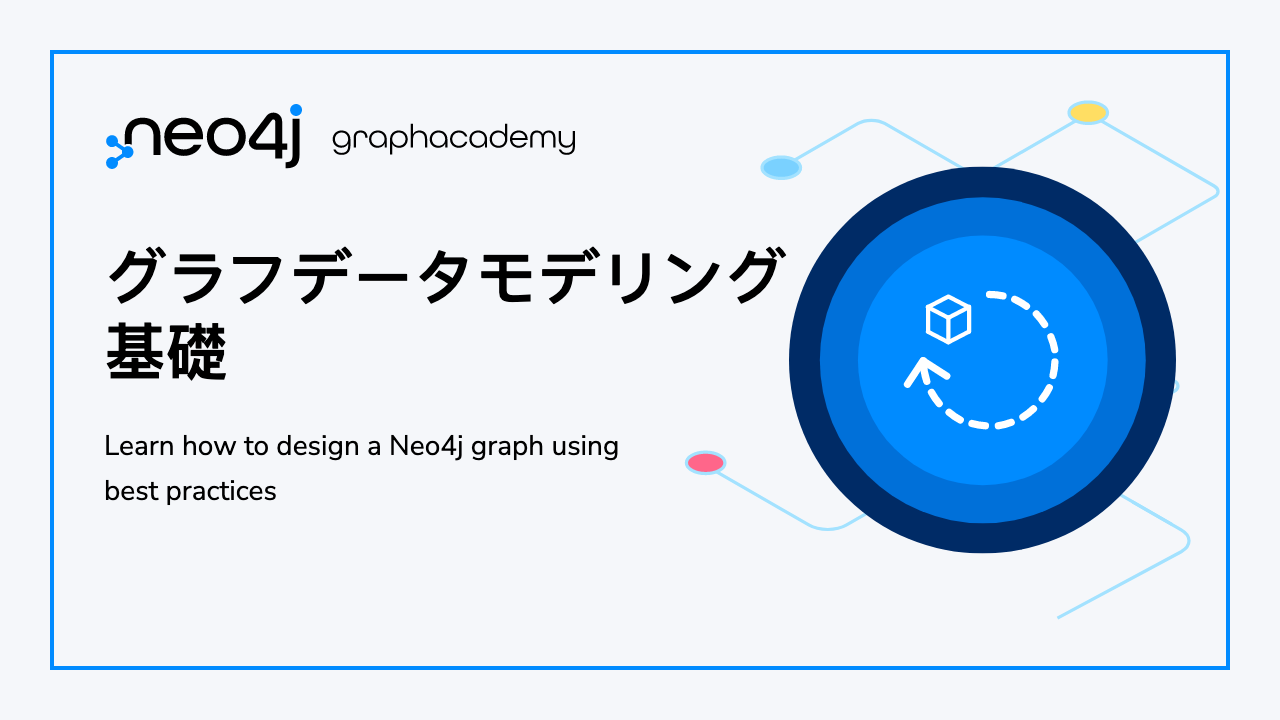 neo4j graphacademy
グラフデータモデリング
基礎
Learn how to design a Neo4j graph using
best practices